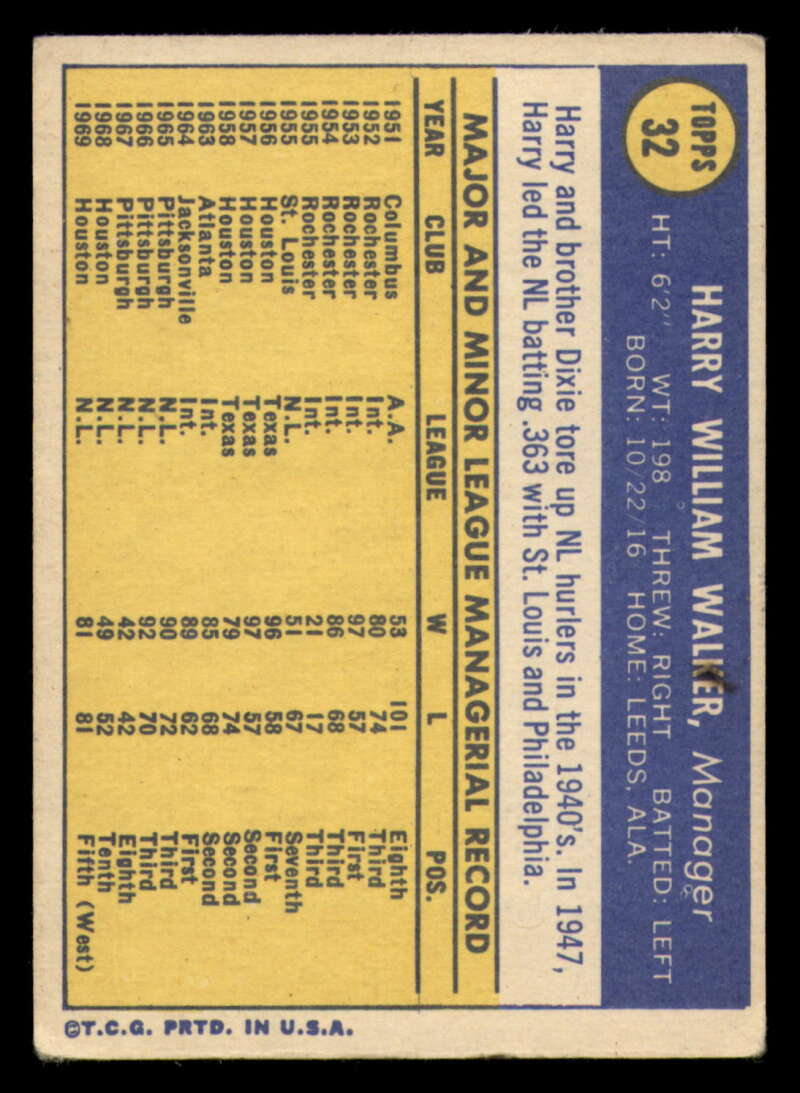 TOPPS
32
HARRY WILLIAM WALKER, Manager
HT: 6'2" WT: 198 THREW: RIGHT BATTED: LEFT
BORN: 10/22/16 HOME: LEEDS, ALA.
Harry and brother Dixie tore up NL hurlers in the 1940's. In 1947,
Harry led the NL batting .363 with St. Louis and Philadelphia.
MAJOR AND MINOR LEAGUE MANAGERIAL RECORD
YEAR CLUB LEAGUE W L POS.
1951 Columbus A.A. 53 101 Eighth
1952 Rochester Int. 80 74 Third
1953 Rochester Int. 97 57 First
1954 Rochester Int. 86 68 Third
1955 Rochester Int. 21 17 Third
1955 St. Louis N.L. 51 67 Seventh
1956 Houston Texas 96 58 First
1957 Houston Texas 97 57 Second
1958 Houston Texas 79 74 Second
1963 Atlanta Int. 85 68 Second
1964 Jacksonville Int. 89 62 First
1965 Pittsburgh N.L. 90 72 Third
1966 Pittsburgh N.L. 92 70 Third
1967 Pittsburgh N.L. 42 42 Eighth
1968 Houston N.L. 49 52 Tenth
1969 Houston N.L. 81 81 Fifth (West)
©T.C.G. PRTD. IN U.S.A.